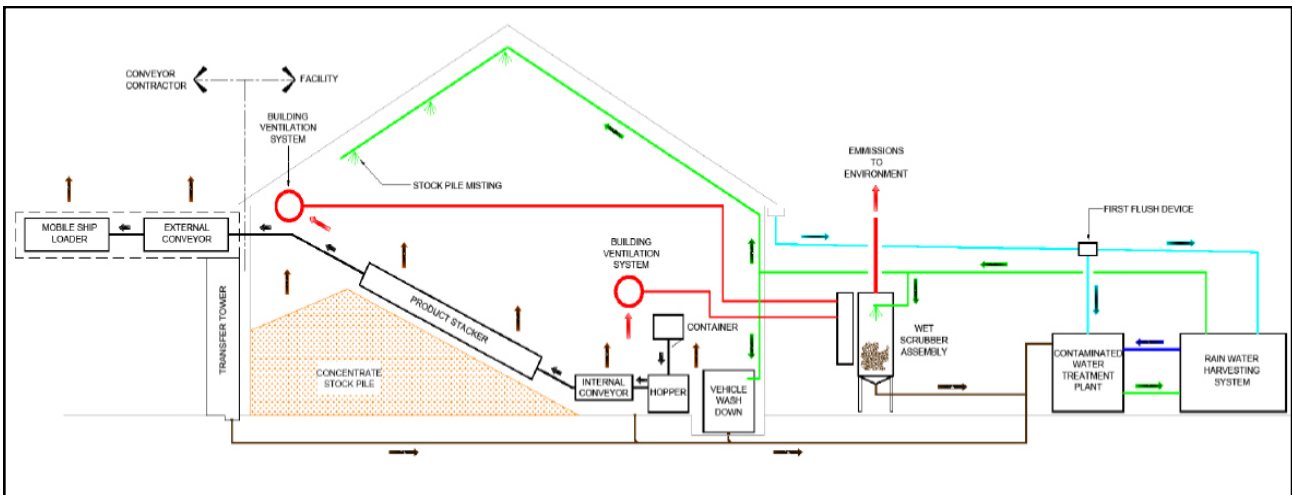 CONVEYOR
CONTRACTOR
FACILITY
BUILDING
VENTILATION
SYSTEM
STOCK PILE MISTING
EMMISSIONS
TO
ENVIRONMENT
FIRST FLUSH DEVICE
MOBILE SHIP
LOADER
EXTERNAL
CONVEYOR
BUILDING
VENTILATION
SYSTEM
TRANSFER TOWER
PRODUCT STACKER
CONTAINER
WET
SCRUBBER
ASSEMBLY
CONTAMINATED
WATER
TREATMENT
PLANT
RAIN WATER
HARVESTING
SYSTEM
CONCENTRATE
STOCK PILE
INTERNAL
CONVEYOR
HOPPER
VEHICLE
WASH
DOWN